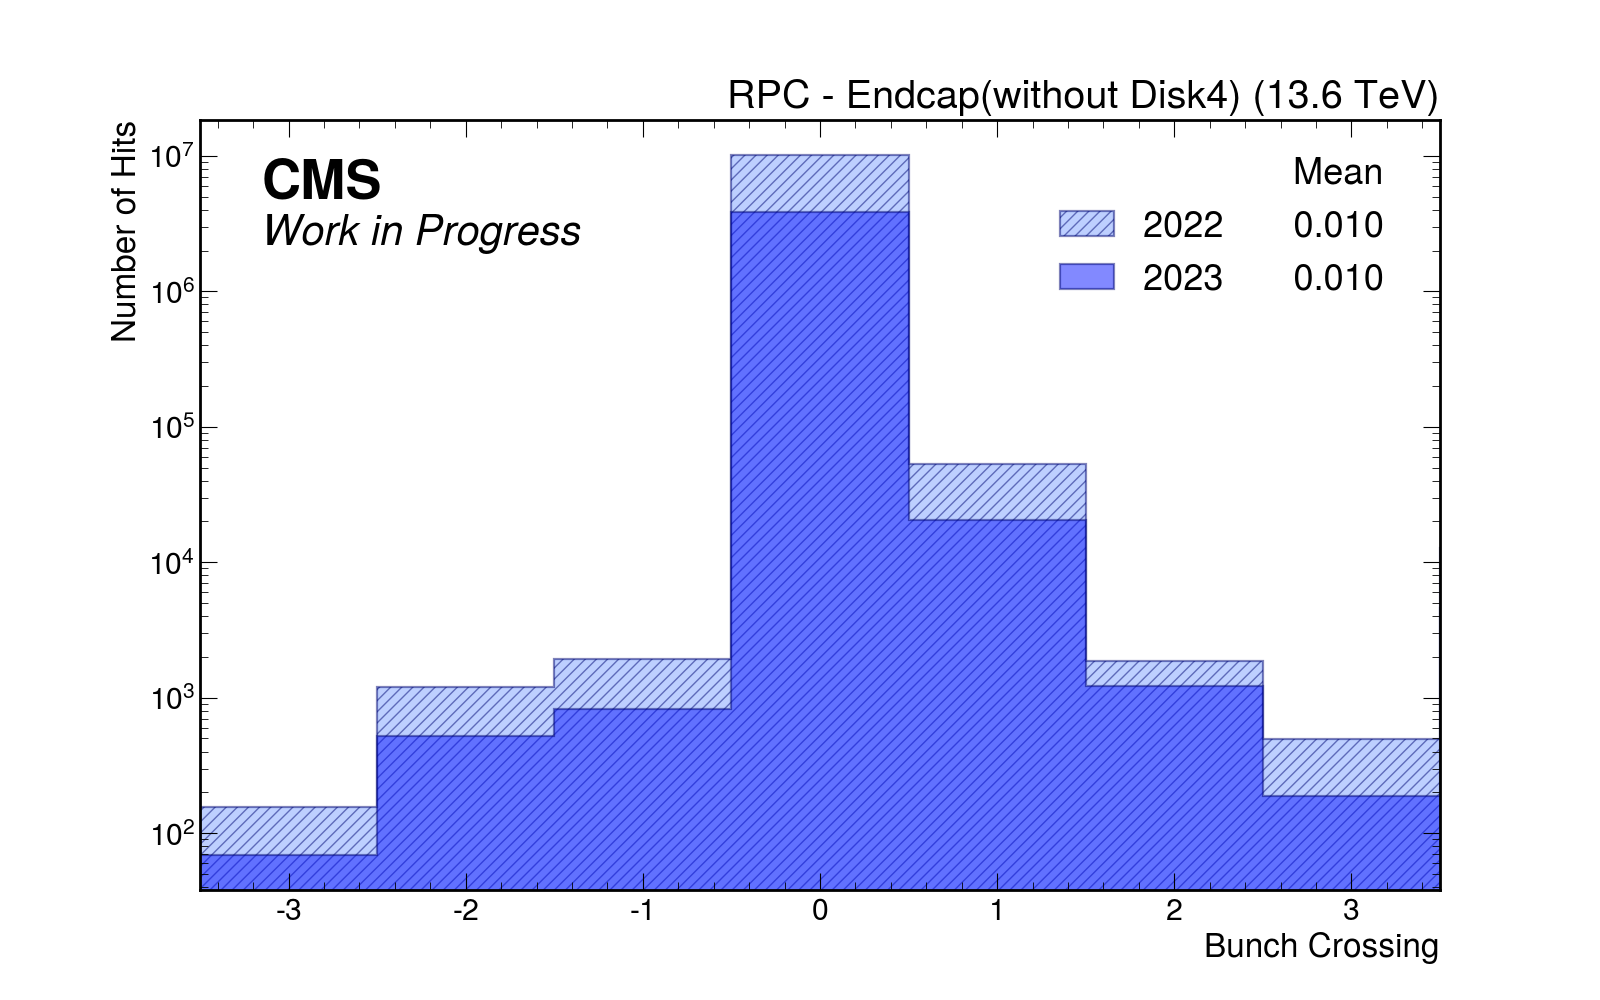 RPC - Endcap(without Disk4) (13.6 TeV)
Number of Hits
CMS
Work in Progress
Mean
2022 0.010
2023 0.010
10⁷
10⁶
10⁵
10⁴
10³
10²
-3 -2 -1 0 1 2 3
Bunch Crossing